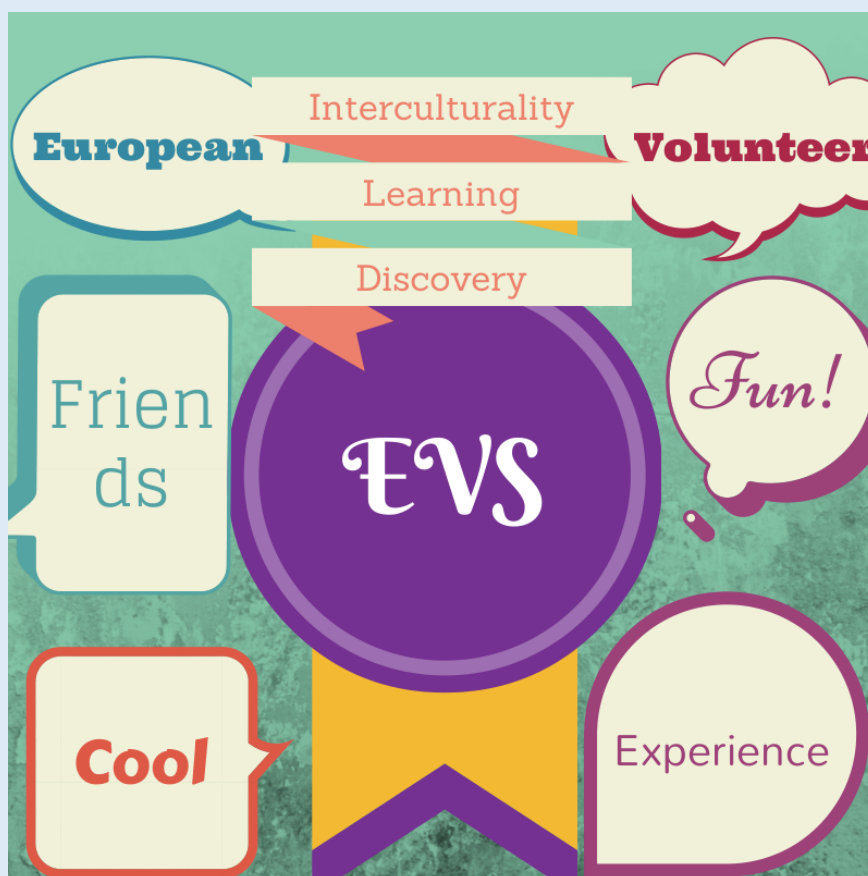 Interculturality
European
Volunteer
Learning
Discovery
Frien
ds
Fun!
EVS
Cool
Experience